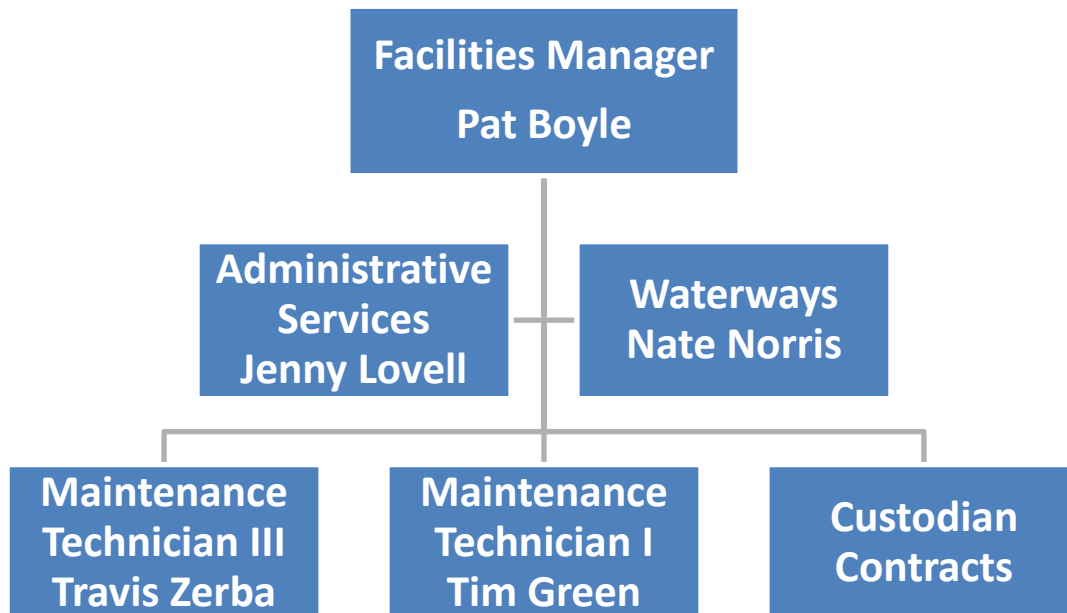 Facilities Manager
Pat Boyle
Administrative
Services
Jenny Lovell
Waterways
Nate Norris
Maintenance
Technician III
Travis Zerba
Maintenance
Technician I
Tim Green
Custodian
Contracts